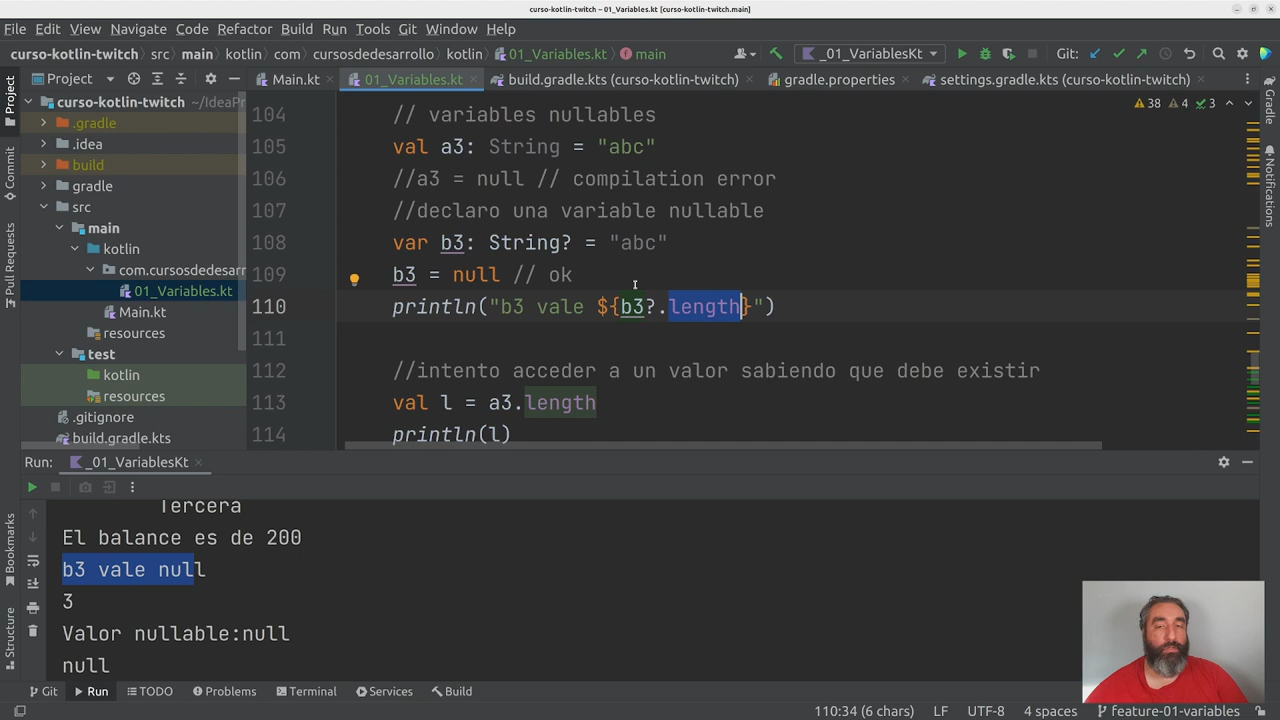 curso-kotlin-twitch – 01_Variables.kt [curso-kotlin-twitch.main]
File Edit View Navigate Code Refactor Build Run Tools Git Window Help
curso-kotlin-twitch src main kotlin com cursosdedesarrollo kotlin 01_Variables.kt main _01_VariablesKt Git:
Project Main.kt 01_Variables.kt build.gradle.kts (curso-kotlin-twitch) gradle.properties settings.gradle.kts (curso-kotlin-twitch)
curso-kotlin-twitch ~/IdeaPr
.gradle
.idea
build
gradle
src
main
kotlin
com.cursosdedesarr
01_Variables.kt
Main.kt
resources
test
kotlin
resources
.gitignore
build.gradle.kts
38 4 3
104 // variables nullables
105 val a3: String = "abc"
106 //a3 = null // compilation error
107 //declaro una variable nullable
108 var b3: String? = "abc"
109 b3 = null // ok
110 println("b3 vale ${b3?.length}")
111
112 //intento acceder a un valor sabiendo que debe existir
113 val l = a3.length
114 println(l)
Project
Commit
Pull Requests
Bookmarks
Structure
Gradle
Notifications
Run: _01_VariablesKt
Tercera
El balance es de 200
b3 vale null
3
Valor nullable:null
null
Git Run TODO Problems Terminal Services Build
110:34 (6 chars) LF UTF-8 4 spaces feature-01-variables